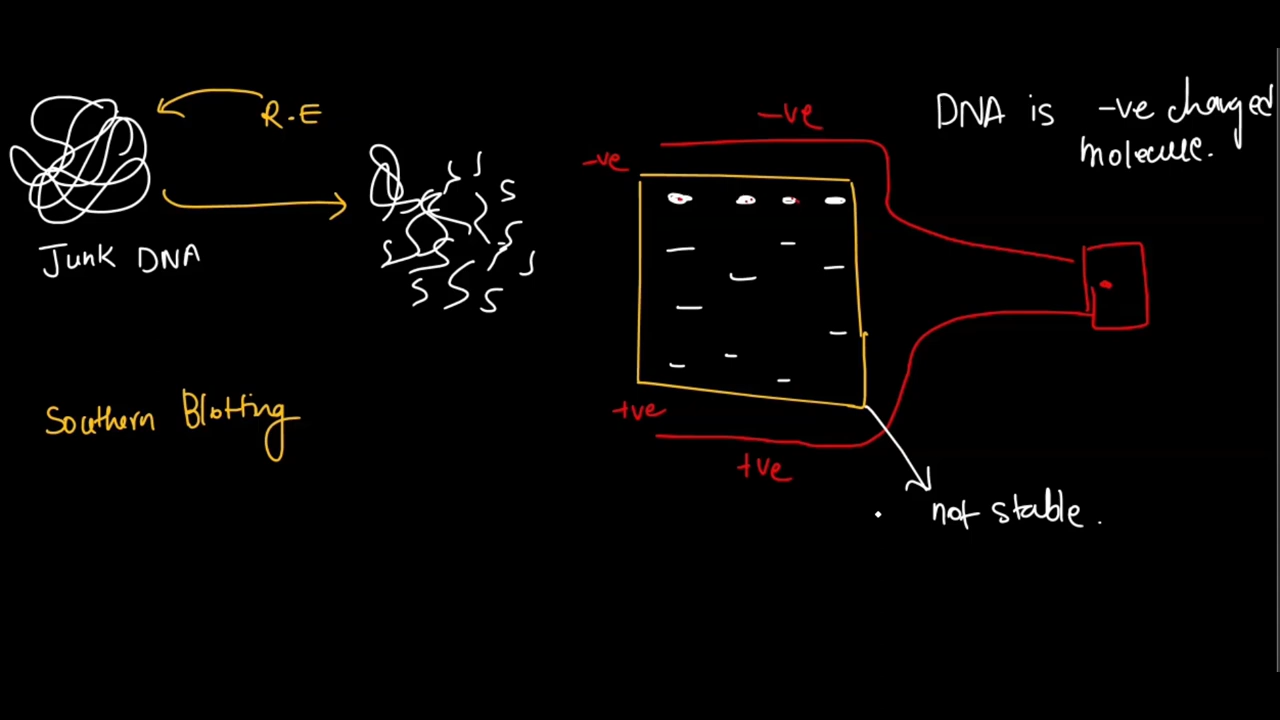 R.E
Junk DNA
Southern Blotting
-ve
-ve
+ve
+ve
DNA is -ve charged
molecule.
not stable.